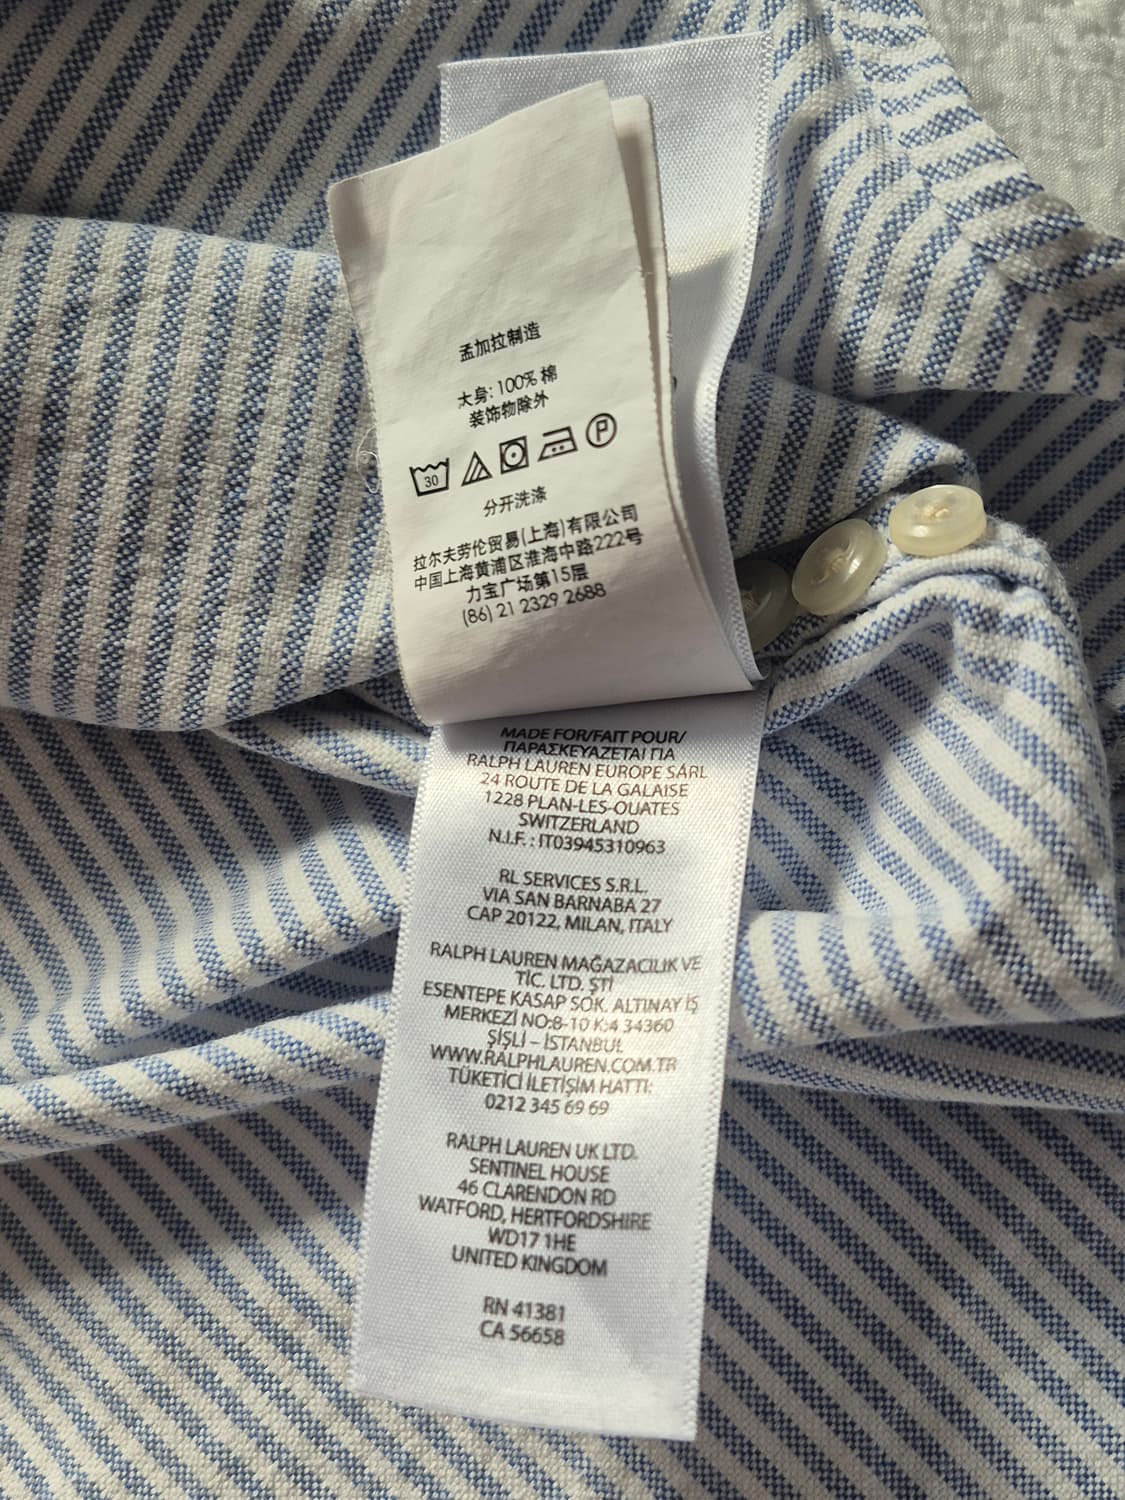 孟加拉制造
大身: 100% 棉
装饰物除外
30 P
分开洗涤
拉尔夫劳伦贸易(上海)有限公司
中国上海黄浦区淮海中路222号
力宝广场第15层
(86) 21 2329 2688
MADE FOR/FAIT POUR/
ΠΑΡΑΣΚΕΥΑΖΕΤΑΙ ΓΙΑ
RALPH LAUREN EUROPE SÁRL
24 ROUTE DE LA GALAISE
1228 PLAN-LES-OUATES
SWITZERLAND
N.I.F. : IT03945310963
RL SERVICES S.R.L.
VIA SAN BARNABA 27
CAP 20122, MILAN, ITALY
RALPH LAUREN MAĞAZACILIK VE
TİC. LTD. ŞTİ
ESENTEPE KASAP SOK. ALTINAY İŞ
MERKEZİ NO:8-10 K:4 34360
ŞİŞLİ – İSTANBUL
WWW.RALPHLAUREN.COM.TR
TÜKETİCİ İLETİŞİM HATTI:
0212 345 69 69
RALPH LAUREN UK LTD.
SENTINEL HOUSE
46 CLARENDON RD
WATFORD, HERTFORDSHIRE
WD17 1HE
UNITED KINGDOM
RN 41381
CA 56658